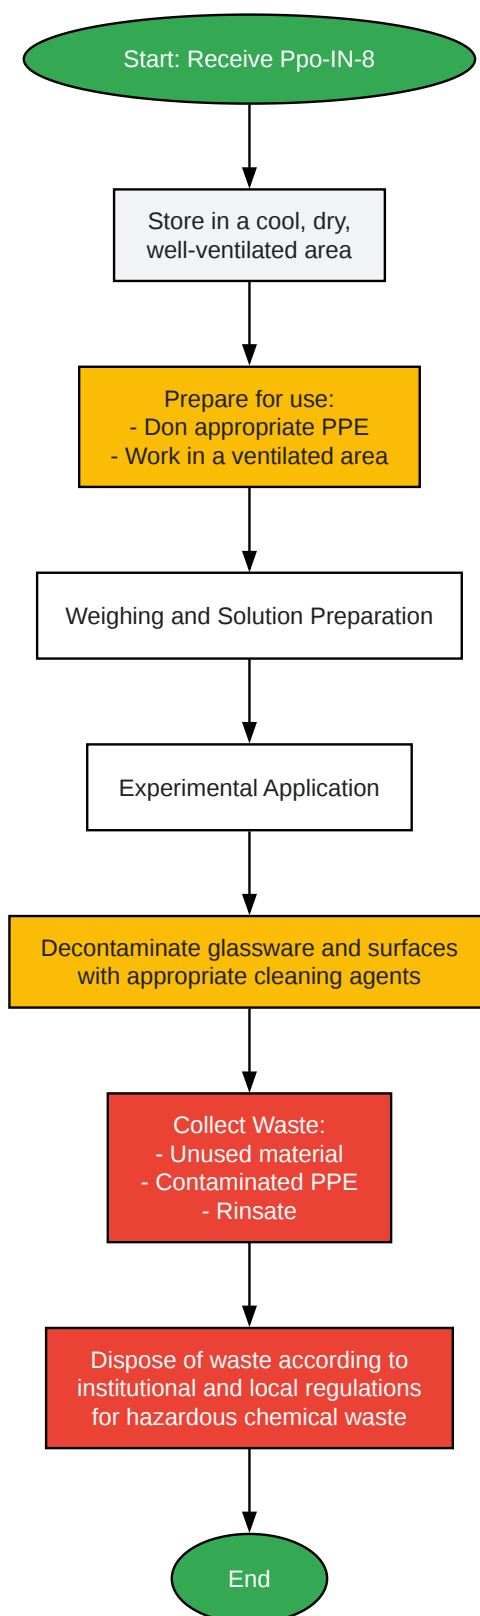 Start: Receive Ppo-IN-8
Store in a cool, dry,
well-ventilated area
Prepare for use:
- Don appropriate PPE
- Work in a ventilated area
Weighing and Solution Preparation
Experimental Application
Decontaminate glassware and surfaces
with appropriate cleaning agents
Collect Waste:
- Unused material
- Contaminated PPE
- Rinsate
Dispose of waste according to
institutional and local regulations
for hazardous chemical waste
End